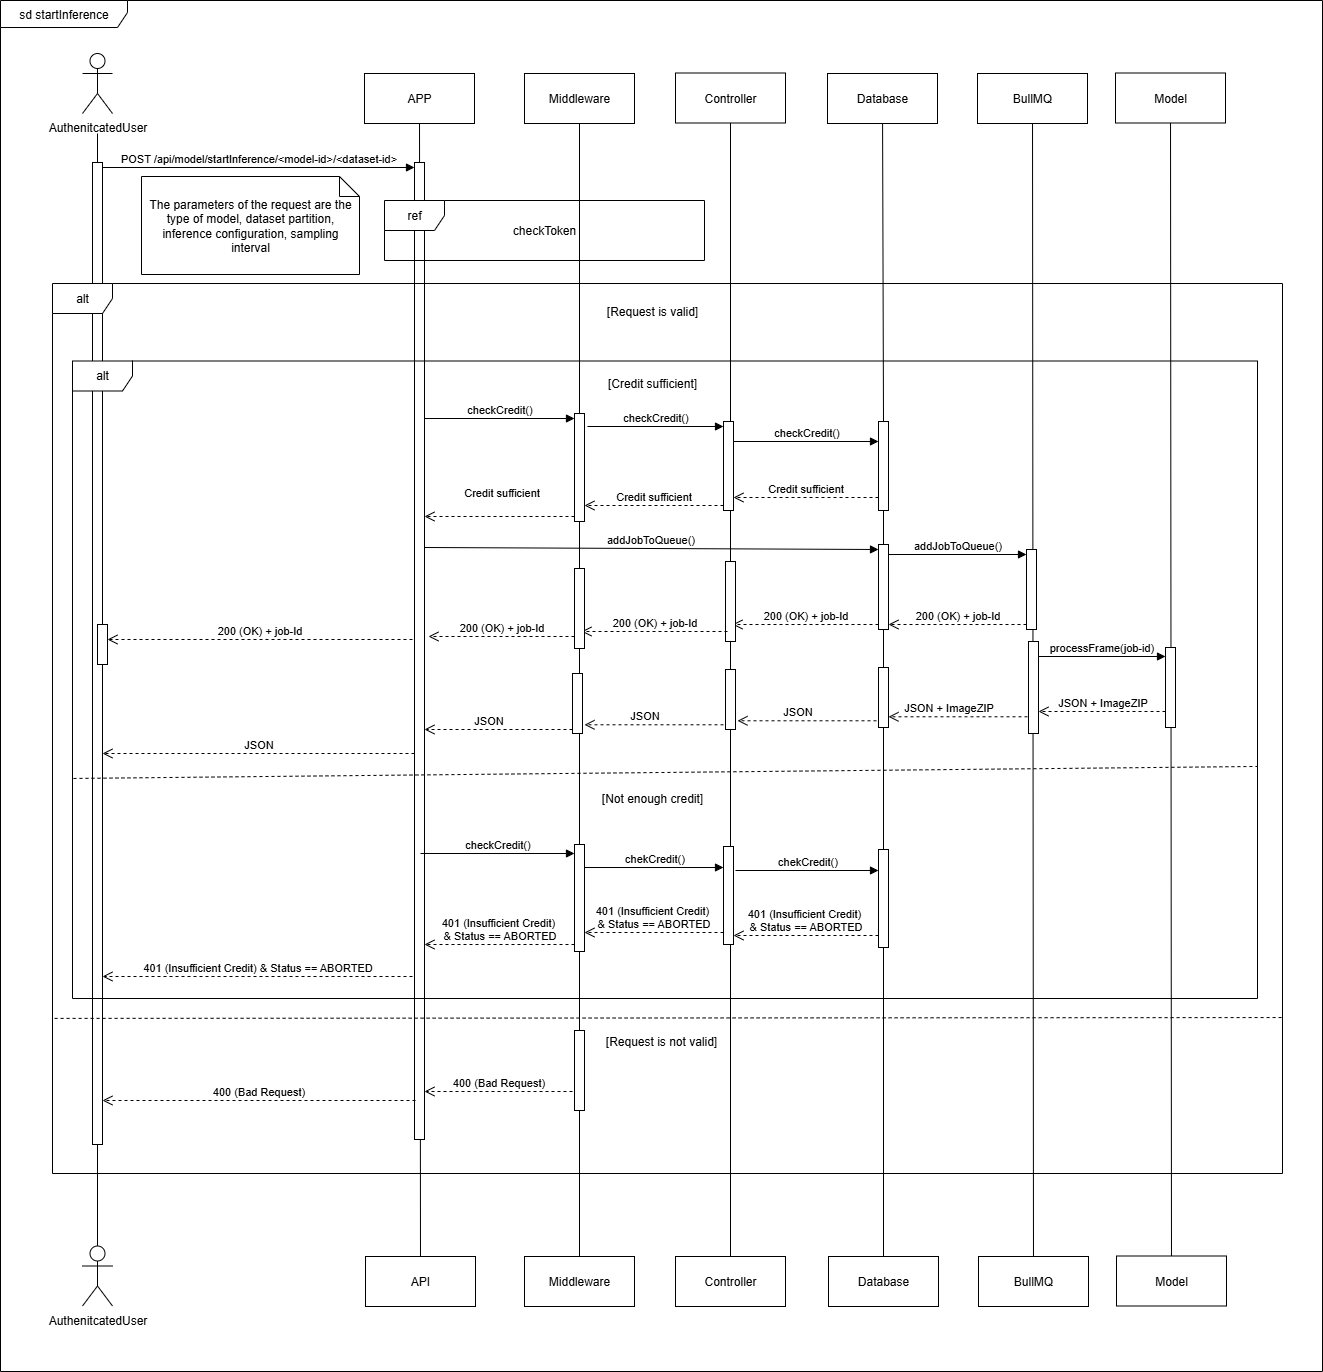 sd startInference
AuthenitcatedUser
APP
Middleware
Controller
Database
BullMQ
Model
POST /api/model/startInference/<model-id>/<dataset-id>
The parameters of the request are the
type of model, dataset partition,
inference configuration, sampling
interval
ref
checkToken
alt
[Request is valid]
alt
[Credit sufficient]
checkCredit()
checkCredit()
checkCredit()
Credit sufficient
Credit sufficient
Credit sufficient
addJobToQueue()
addJobToQueue()
200 (OK) + job-Id
200 (OK) + job-Id
200 (OK) + job-Id
200 (OK) + job-Id
200 (OK) + job-Id
processFrame(job-id)
JSON + ImageZIP
JSON + ImageZIP
JSON
JSON
JSON
JSON
[Not enough credit]
checkCredit()
chekCredit()
chekCredit()
401 (Insufficient Credit)
& Status == ABORTED
401 (Insufficient Credit)
& Status == ABORTED
401 (Insufficient Credit)
& Status == ABORTED
401 (Insufficient Credit) & Status == ABORTED
[Request is not valid]
400 (Bad Request)
400 (Bad Request)
AuthenitcatedUser
API
Middleware
Controller
Database
BullMQ
Model